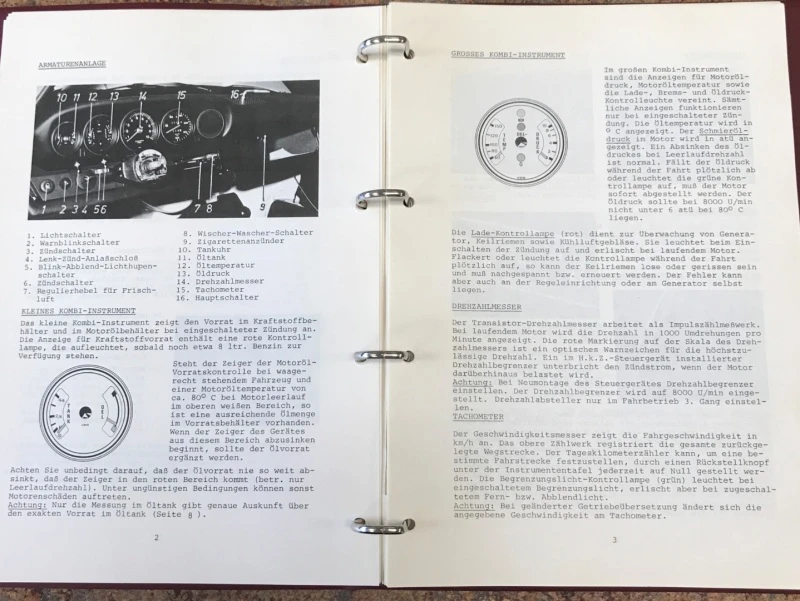 ARMATURENANLAGE
10 11 12 13 14 15 16
1 2 3 4 5 6 7 8 9
1. Lichtschalter
2. Warnblinkschalter
3. Zündschalter
4. Lenk-Zünd-Anlaßschloß
5. Blink-Abblend-Lichthupen-
schalter
6. Zündschalter
7. Regulierhebel für Frisch-
luft
8. Wischer-Wascher-Schalter
9. Zigarettenanzünder
10. Tankuhr
11. Öltank
12. Öltemperatur
13. Öldruck
14. Drehzahlmesser
15. Tachometer
16. Hauptschalter
KLEINES KOMBI-INSTRUMENT
Das kleine Kombi-Instrument zeigt den Vorrat im Kraftstoffbe-
hälter und im Motorölbehälter bei eingeschalteter Zündung an.
Die Anzeige für Kraftstoffvorrat enthält eine rote Kontroll-
lampe, die aufleuchtet, sobald noch etwa 8 ltr. Benzin zur
Verfügung stehen.
TANK OEL
Steht der Zeiger der Motoröl-
Vorratskontrolle bei waage-
recht stehendem Fahrzeug und
einer Motoröltemperatur von
ca. 80° C bei Motorleerlauf
im oberen weißen Bereich, so
ist eine ausreichende Ölmenge
im Vorratsbehälter vorhanden.
Wenn der Zeiger des Gerätes
aus diesem Bereich abzusinken
beginnt, sollte der Ölvorrat
ergänzt werden.
Achten Sie unbedingt darauf, daß der Ölvorrat nie so weit ab-
sinkt, daß der Zeiger in den roten Bereich kommt (betr. nur
Leerlaufdrehzahl). Unter ungünstigen Bedingungen können sonst
Motorenschäden auftreten.
Achtung: Nur die Messung im Öltank gibt genaue Auskunft über
den exakten Vorrat im Öltank (Seite 8 ).
2
GROSSES KOMBI-INSTRUMENT
TEMP OEL DRUCK
Im großen Kombi-Instrument
sind die Anzeigen für Motoröl-
druck, Motoröltemperatur sowie
die Lade-, Brems- und Öldruck-
Kontrolleuchte vereint. Sämt-
liche Anzeigen funktionieren
nur bei eingeschalteter Zün-
dung. Die Öltemperatur wird in
° C angezeigt. Der Schmieröl-
druck im Motor wird in atü an-
gezeigt. Ein Absinken des Öl-
druckes bei Leerlaufdrehzahl
ist normal. Fällt der Öldruck
während der Fahrt plötzlich ab
oder leuchtet die grüne Kon-
trollampe auf, muß der Motor
sofort abgestellt werden. Der
Öldruck sollte bei 8000 U/min
nicht unter 6 atü bei 80° C
liegen.
Die Lade-Kontrollampe (rot) dient zur Überwachung von Genera-
tor, Keilriemen sowie Kühlluftgebläse. Sie leuchtet beim Ein-
schalten der Zündung auf und erlischt bei laufendem Motor.
Flackert oder leuchtet die Kontrollampe während der Fahrt
plötzlich auf, so kann der Keilriemen lose oder gerissen sein
und muß nachgespannt bzw. erneuert werden. Der Fehler kann
aber auch an der Regeleinrichtung oder am Generator selbst
liegen.
DREHZAHLMESSER
Der Transistor-Drehzahlmesser arbeitet als Impulszählmeßwerk.
Bei laufendem Motor wird die Drehzahl in 1000 Umdrehungen pro
Minute angezeigt. Die rote Markierung auf der Skala des Dreh-
zahlmessers ist ein optisches Warnzeichen für die höchstzu-
lässige Drehzahl. Ein im H.k.Z.-Steuergerät installierter
Drehzahlbegrenzer unterbricht den Zündstrom, wenn der Motor
darüberhinaus belastet wird.
Achtung: Bei Neumontage des Steuergerätes Drehzahlbegrenzer
einstellen. Der Drehzahlbegrenzer wird auf 8000 U/min einge-
stellt. Drehzahlabsteller nur im Fahrbetrieb 3. Gang einstel-
len.
TACHOMETER
Der Geschwindigkeitsmesser zeigt die Fahrgeschwindigkeit in
km/h an. Das obere Zählwerk registriert die gesamte zurückge-
legte Wegstrecke. Der Tageskilometerzähler kann, um eine be-
stimmte Fahrstrecke festzustellen, durch einen Rückstellknopf
unter der Instrumententafel jederzeit auf Null gestellt wer-
den. Die Begrenzungslicht-Kontrollampe (grün) leuchtet bei
eingeschaltetem Begrenzungslicht, erlischt aber bei zugeschal-
tetem Fern- bzw. Abblendlicht.
Achtung: Bei geänderter Getriebeübersetzung ändert sich die
angegebene Geschwindigkeit am Tachometer.
3